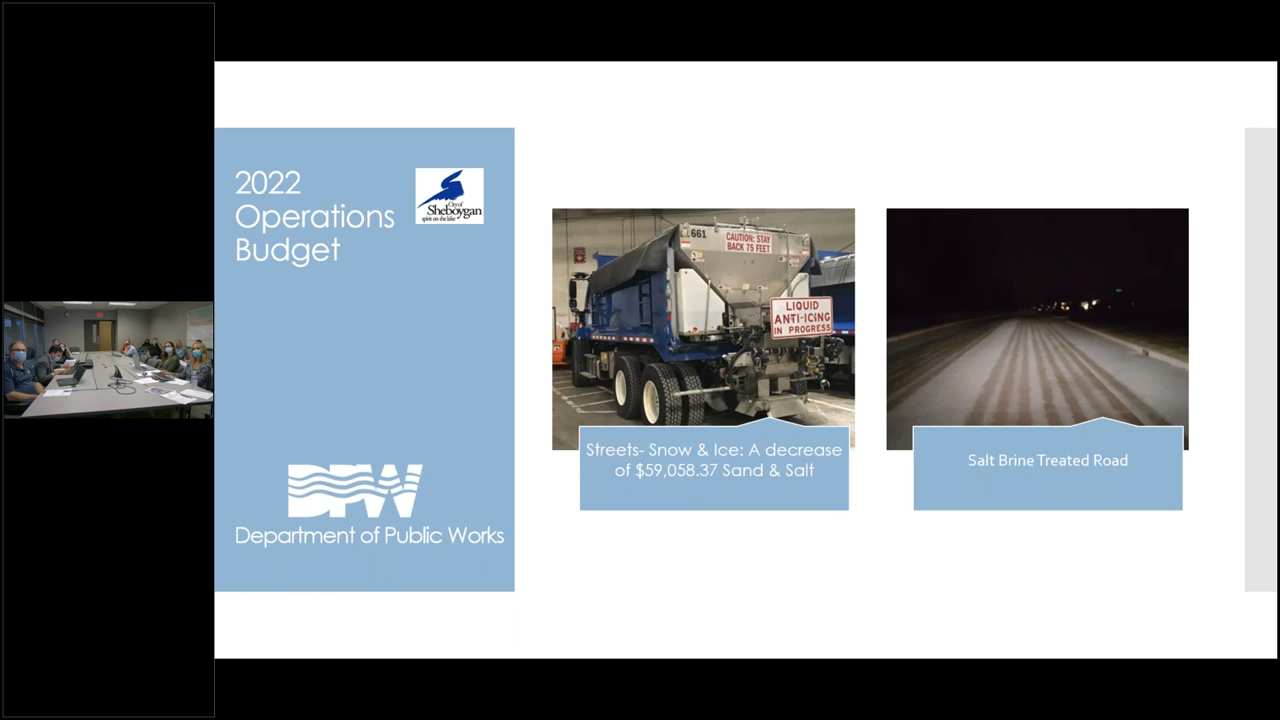 2022
Operations
Budget
City of
Sheboygan
spirit on the lake
DPW
Department of Public Works
661
CAUTION: STAY
BACK 75 FEET
LIQUID
ANTI-ICING
IN PROGRESS
Streets- Snow & Ice: A decrease
of $59,058.37 Sand & Salt
Salt Brine Treated Road